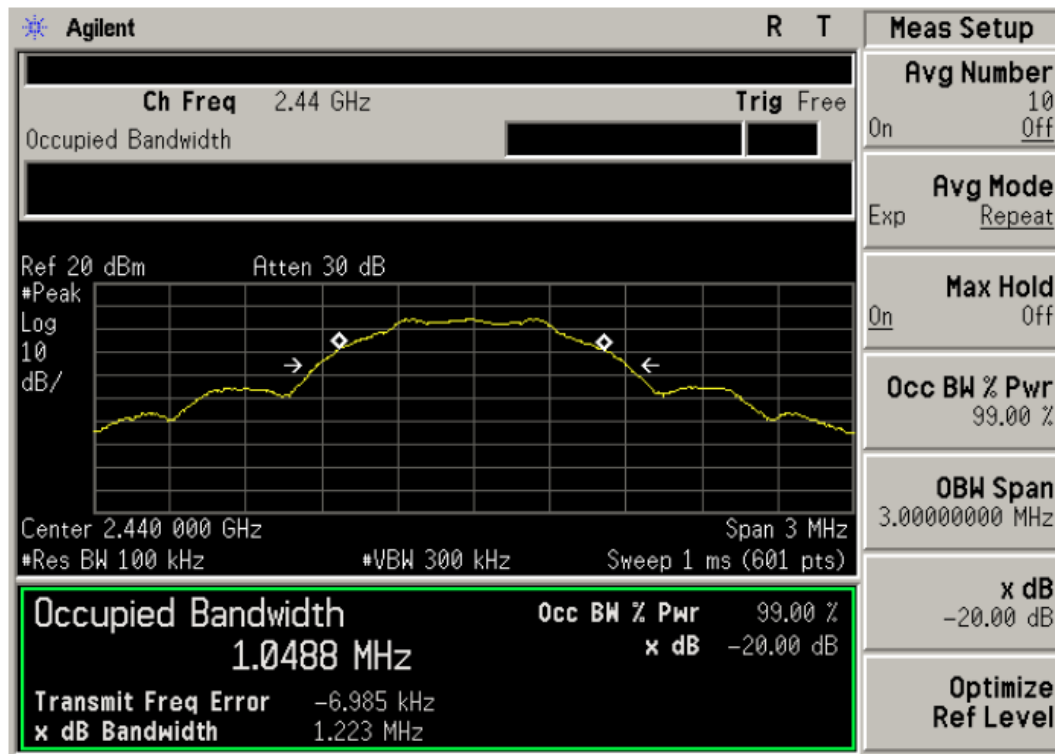 Agilent R T
Ch Freq 2.44 GHz Trig Free
Occupied Bandwidth
Ref 20 dBm Atten 30 dB
#Peak
Log
10
dB/
Center 2.440 000 GHz Span 3 MHz
#Res BW 100 kHz #VBW 300 kHz Sweep 1 ms (601 pts)
Occupied Bandwidth Occ BW % Pwr 99.00 %
1.0488 MHz x dB -20.00 dB
Transmit Freq Error -6.985 kHz
x dB Bandwidth 1.223 MHz
Meas Setup
Avg Number
10
On Off
Avg Mode
Exp Repeat
Max Hold
On Off
Occ BW % Pwr
99.00 %
OBW Span
3.00000000 MHz
x dB
-20.00 dB
Optimize
Ref Level